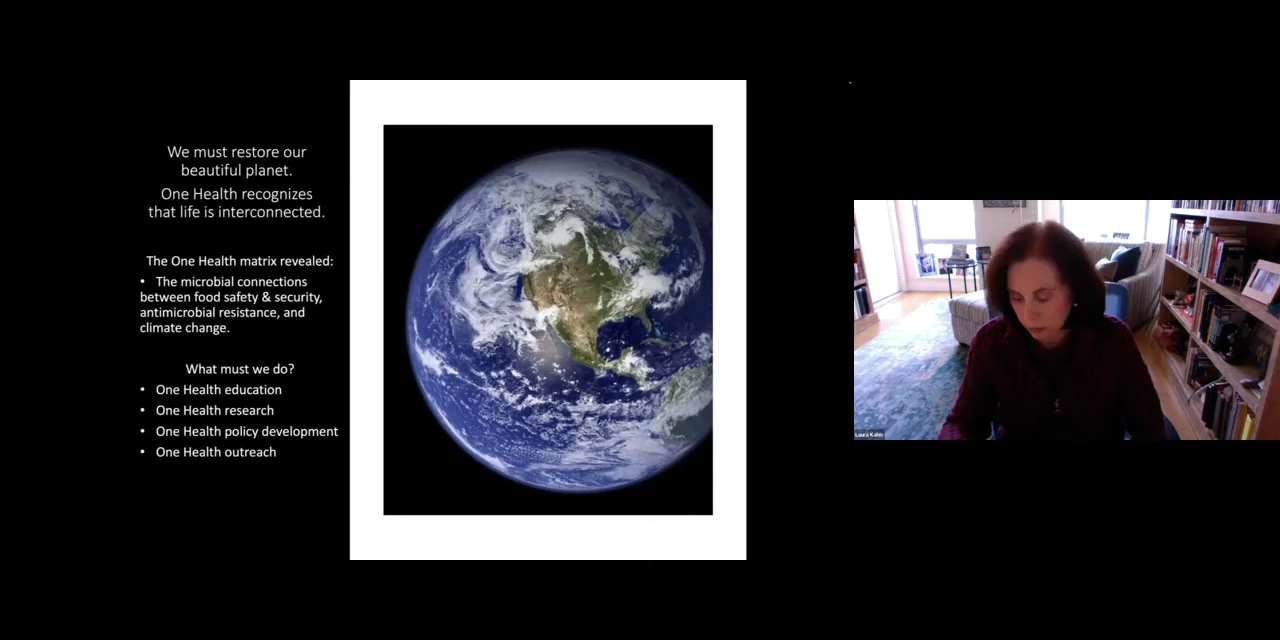 We must restore our
beautiful planet.
One Health recognizes
that life is interconnected.
The One Health matrix revealed:
• The microbial connections
between food safety & security,
antimicrobial resistance, and
climate change.
What must we do?
• One Health education
• One Health research
• One Health policy development
• One Health outreach
Laura Kahn